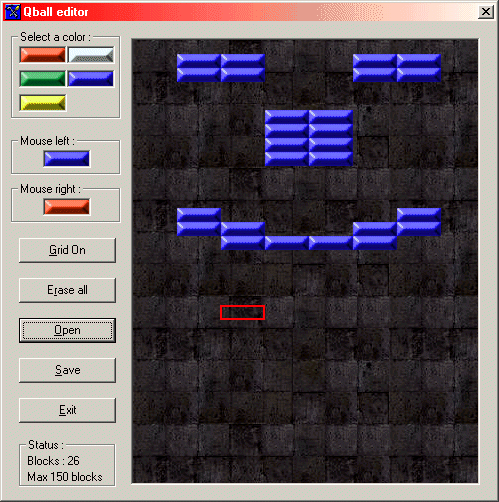 Qball editor
Select a color :
Mouse left :
Mouse right :
Grid On
Erase all
Open
Save
Exit
Status :
Blocks : 26
Max 150 blocks